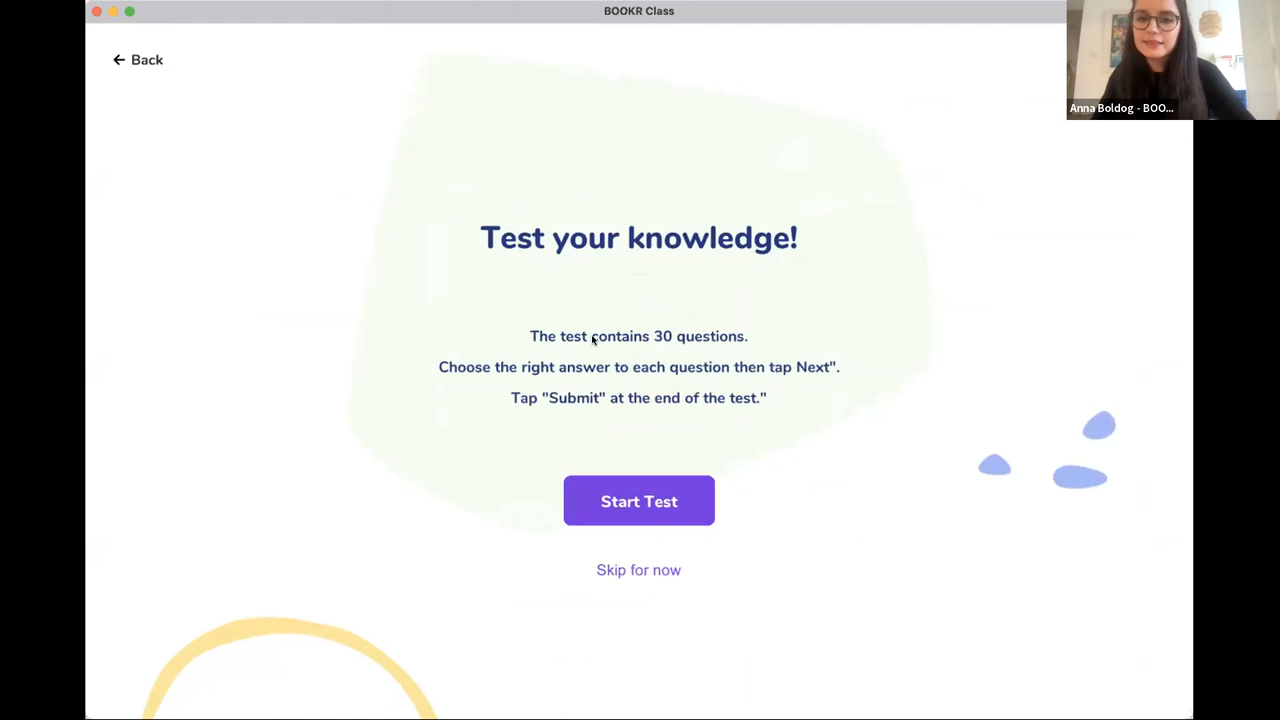 BOOKR Class
← Back
Anna Boldog - BOO...
Test your knowledge!
The test contains 30 questions.
Choose the right answer to each question then tap Next".
Tap "Submit" at the end of the test."
Start Test
Skip for now